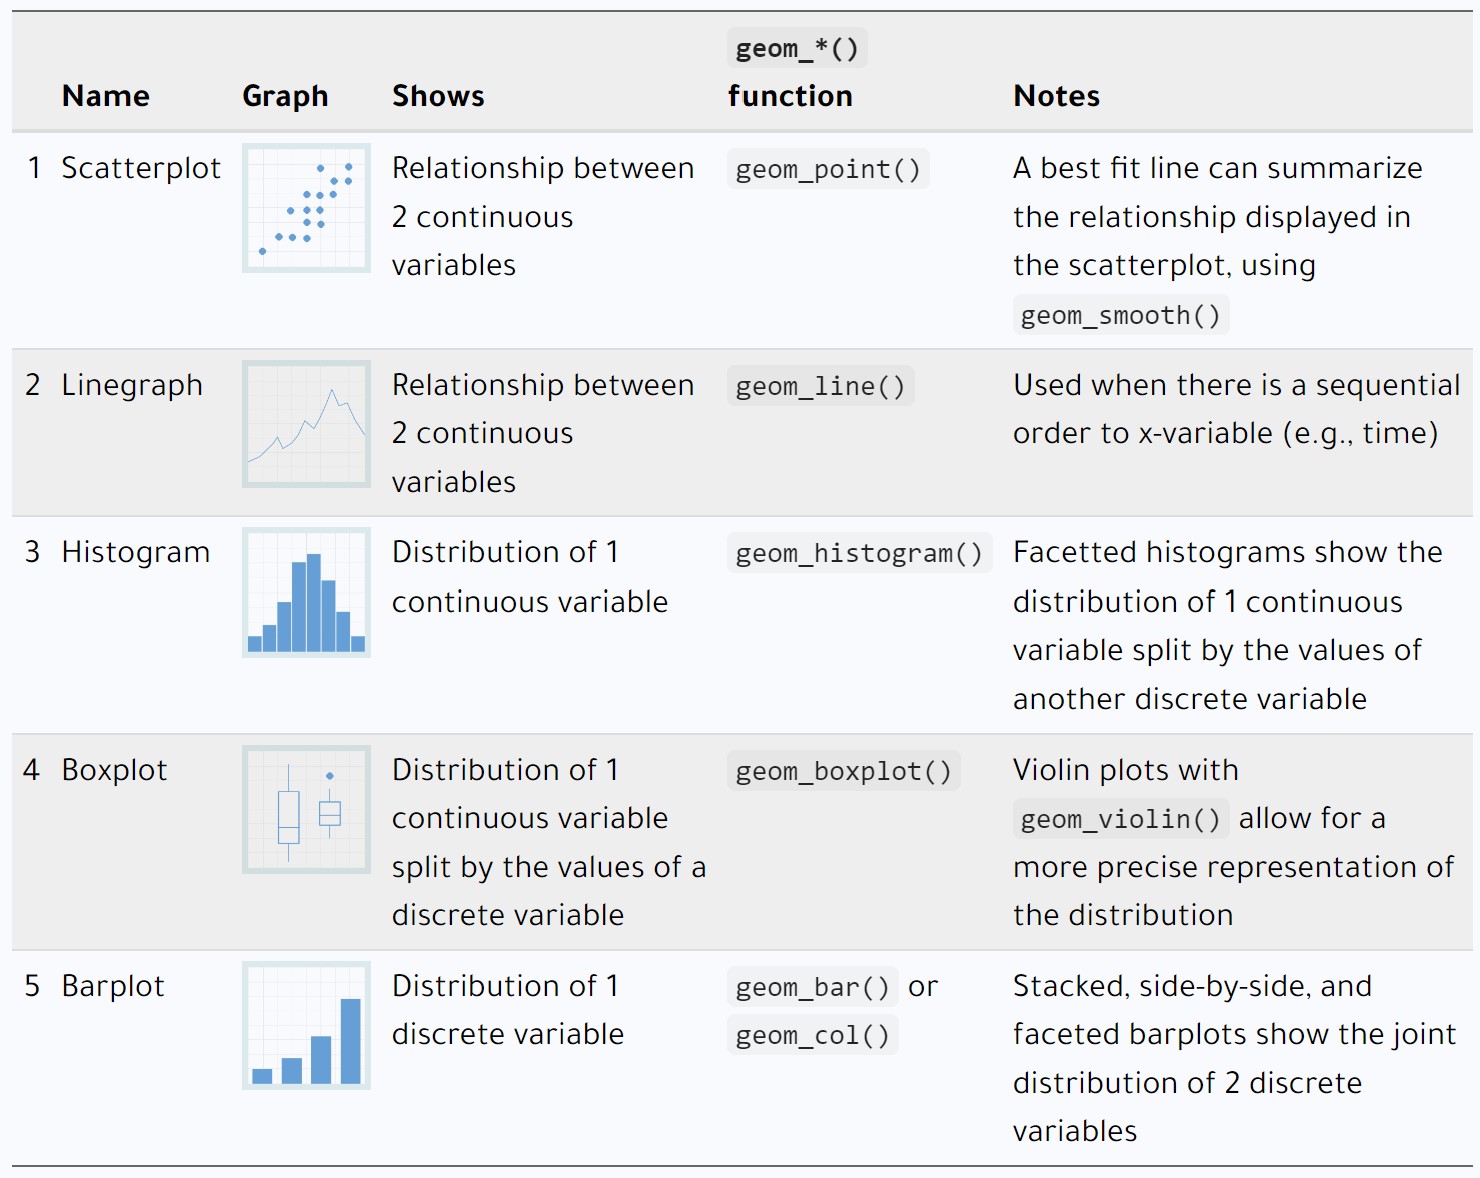 geom_*()
Name Graph Shows function Notes
1 Scatterplot Relationship between geom_point() A best fit line can summarize
2 continuous the relationship displayed in
variables the scatterplot, using
geom_smooth()
2 Linegraph Relationship between geom_line() Used when there is a sequential
2 continuous order to x-variable (e.g., time)
variables
3 Histogram Distribution of 1 geom_histogram() Facetted histograms show the
continuous variable distribution of 1 continuous
variable split by the values of
another discrete variable
4 Boxplot Distribution of 1 geom_boxplot() Violin plots with
continuous variable geom_violin() allow for a
split by the values of a more precise representation of
discrete variable the distribution
5 Barplot Distribution of 1 geom_bar() or Stacked, side-by-side, and
discrete variable geom_col() faceted barplots show the joint
distribution of 2 discrete
variables